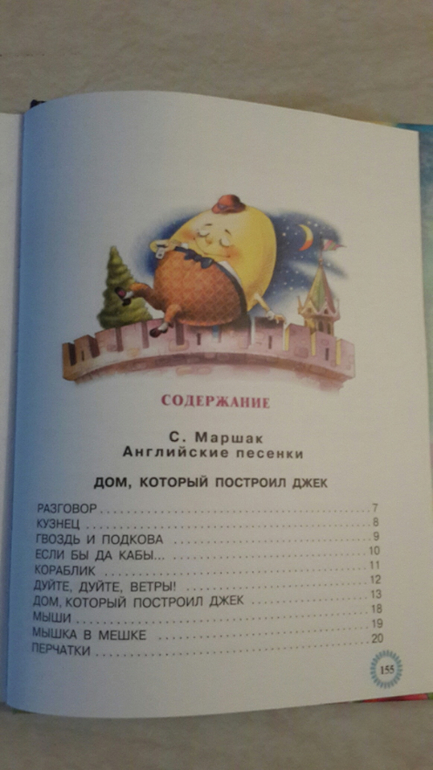 СОДЕРЖАНИЕ
С. Маршак
Английские песенки
ДОМ, КОТОРЫЙ ПОСТРОИЛ ДЖЕК
РАЗГОВОР 7
КУЗНЕЦ 8
ГВОЗДЬ И ПОДКОВА 9
ЕСЛИ БЫ ДА КАБЫ... 10
КОРАБЛИК 11
ДУЙТЕ, ДУЙТЕ, ВЕТРЫ! 12
ДОМ, КОТОРЫЙ ПОСТРОИЛ ДЖЕК 13
МЫШИ 18
МЫШКА В МЕШКЕ 19
ПЕРЧАТКИ 20
155